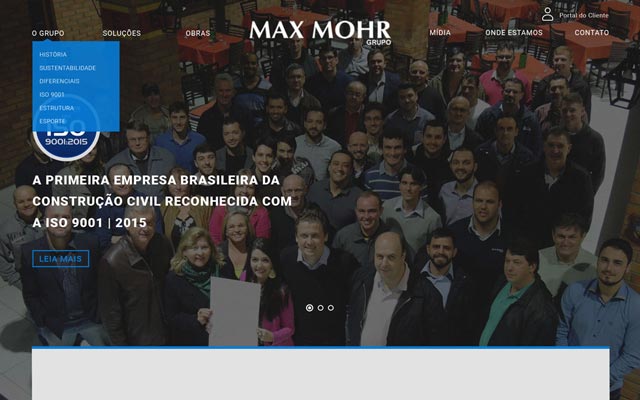 Portal do Cliente
O GRUPO
SOLUÇÕES
OBRAS
MAX MOHR
GRUPO
MÍDIA
ONDE ESTAMOS
CONTATO
HISTÓRIA
SUSTENTABILIDADE
DIFERENCIAIS
ISO 9001
ESTRUTURA
ESPORTE
ISO
9001:2015
A PRIMEIRA EMPRESA BRASILEIRA DA
CONSTRUÇÃO CIVIL RECONHECIDA COM
A ISO 9001 | 2015
LEIA MAIS